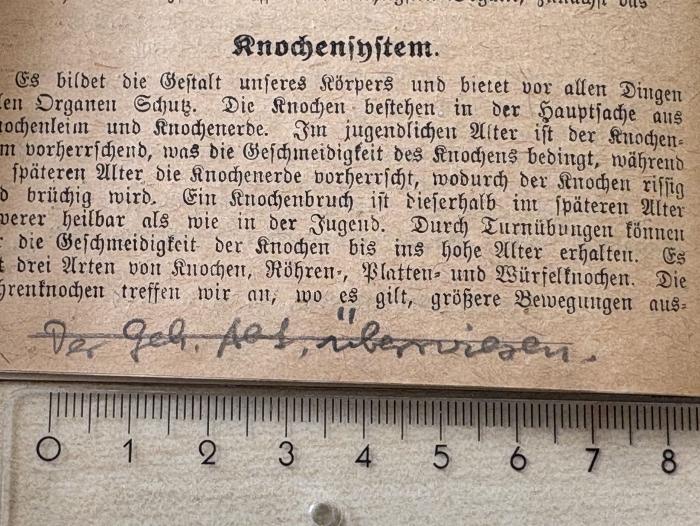 Knochensystem.
Es bildet die Gestalt unseres Körpers und bietet vor allen Dingen
len Organen Schutz. Die Knochen bestehen in der Hauptsache aus
nochenleim und Knochenerde. Im jugendlichen Alter ist der Knochen-
m vorherrschend, was die Geschmeidigkeit des Knochens bedingt, während
späteren Alter die Knochenerde vorherrscht, wodurch der Knochen rissig
d brüchig wird. Ein Knochenbruch ist dieserhalb im späteren Alter
werer heilbar als wie in der Jugend. Durch Turnübungen können
r die Geschmeidigkeit der Knochen bis ins hohe Alter erhalten. Es
t drei Arten von Knochen, Röhren-, Platten- und Würfelknochen. Die
hrenknochen treffen wir an, wo es gilt, größere Bewegungen aus-
Der Geh. überwiesen.
0 1 2 3 4 5 6 7 8